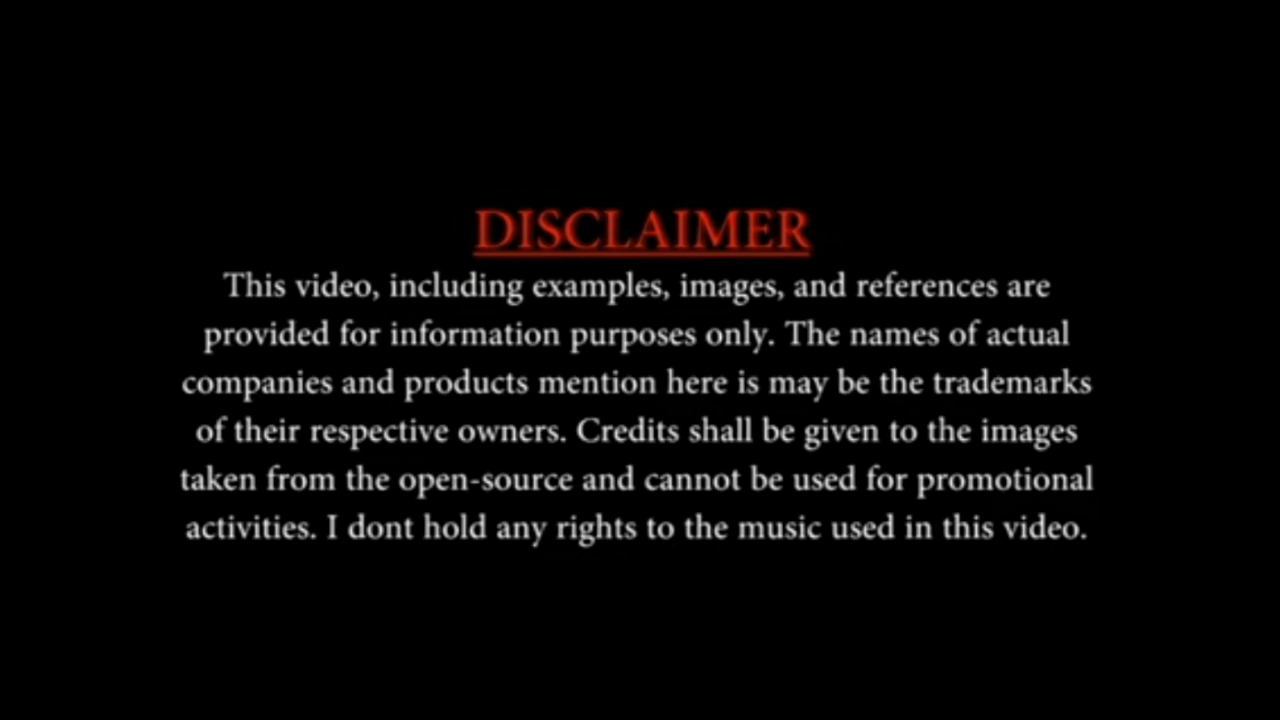 DISCLAIMER
This video, including examples, images, and references are
provided for information purposes only. The names of actual
companies and products mention here is may be the trademarks
of their respective owners. Credits shall be given to the images
taken from the open-source and cannot be used for promotional
activities. I dont hold any rights to the music used in this video.